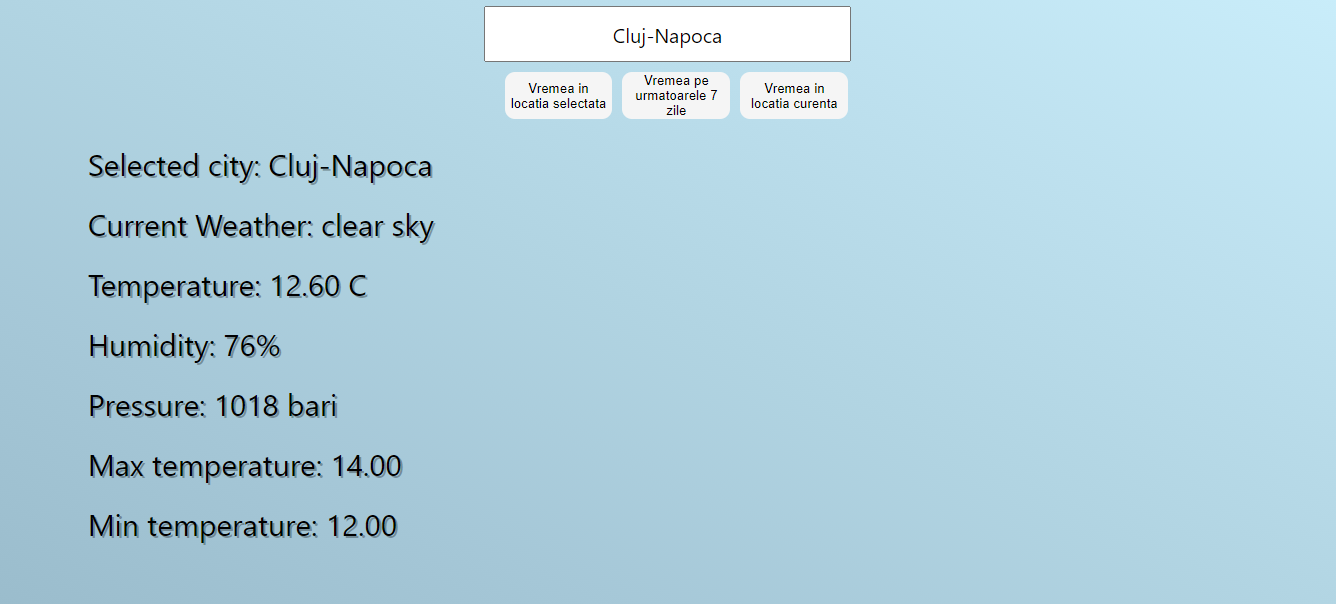 Cluj-Napoca
Vremea in
locatia selectata
Vremea pe
urmatoarele 7
zile
Vremea in
locatia curenta
Selected city: Cluj-Napoca
Current Weather: clear sky
Temperature: 12.60 C
Humidity: 76%
Pressure: 1018 bari
Max temperature: 14.00
Min temperature: 12.00